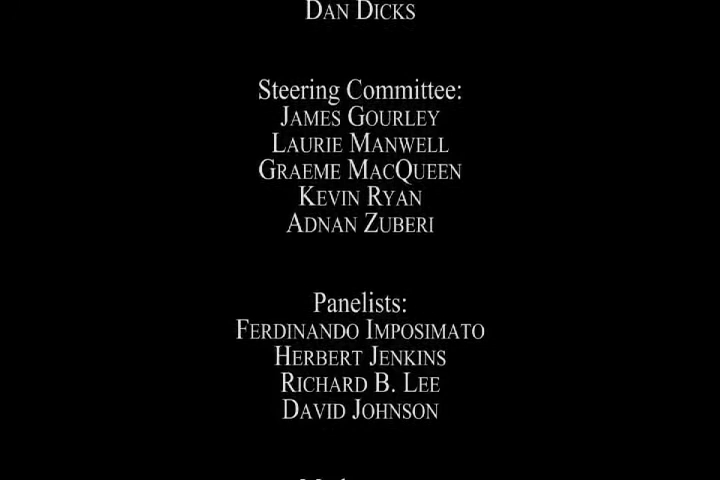 DAN DICKS
Steering Committee:
JAMES GOURLEY
LAURIE MANWELL
GRAEME MACQUEEN
KEVIN RYAN
ADNAN ZUBERI
Panelists:
FERDINANDO IMPOSIMATO
HERBERT JENKINS
RICHARD B. LEE
DAVID JOHNSON